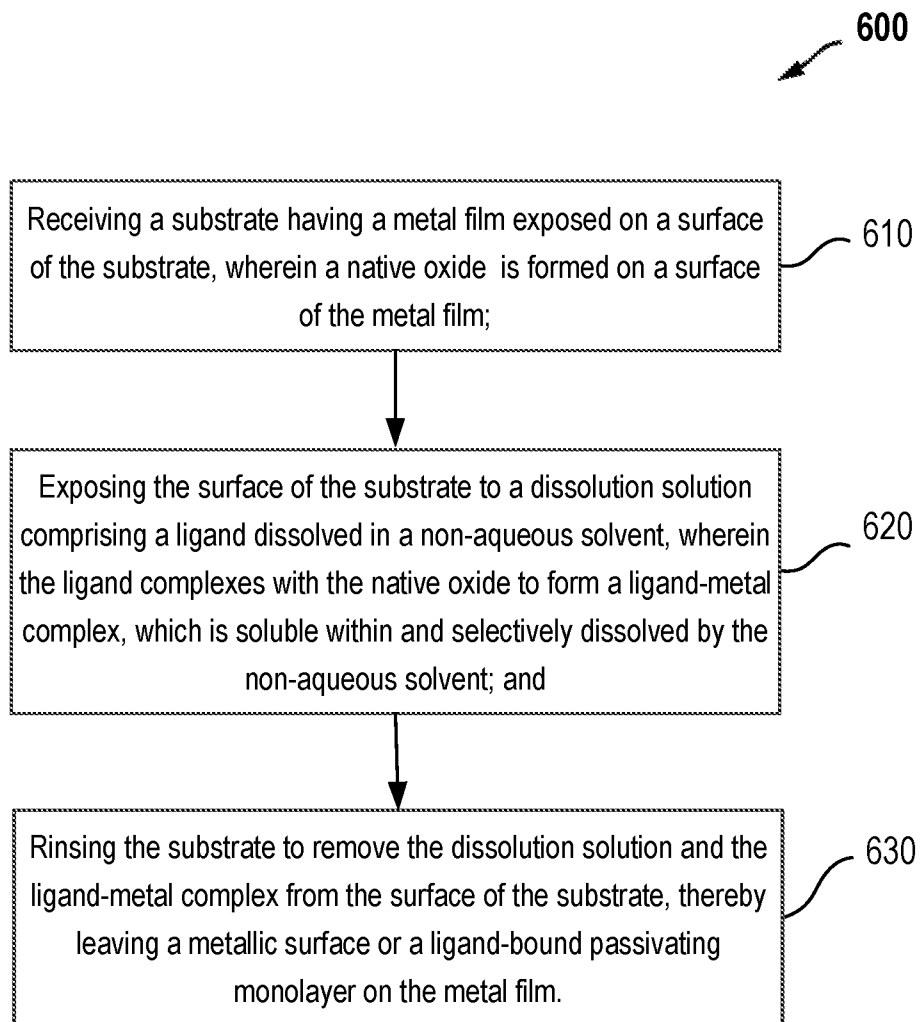 600
Receiving a substrate having a metal film exposed on a surface
of the substrate, wherein a native oxide is formed on a surface
of the metal film;
610
Exposing the surface of the substrate to a dissolution solution
comprising a ligand dissolved in a non-aqueous solvent, wherein
the ligand complexes with the native oxide to form a ligand-metal
complex, which is soluble within and selectively dissolved by the
non-aqueous solvent; and
620
Rinsing the substrate to remove the dissolution solution and the
ligand-metal complex from the surface of the substrate, thereby
leaving a metallic surface or a ligand-bound passivating
monolayer on the metal film.
630